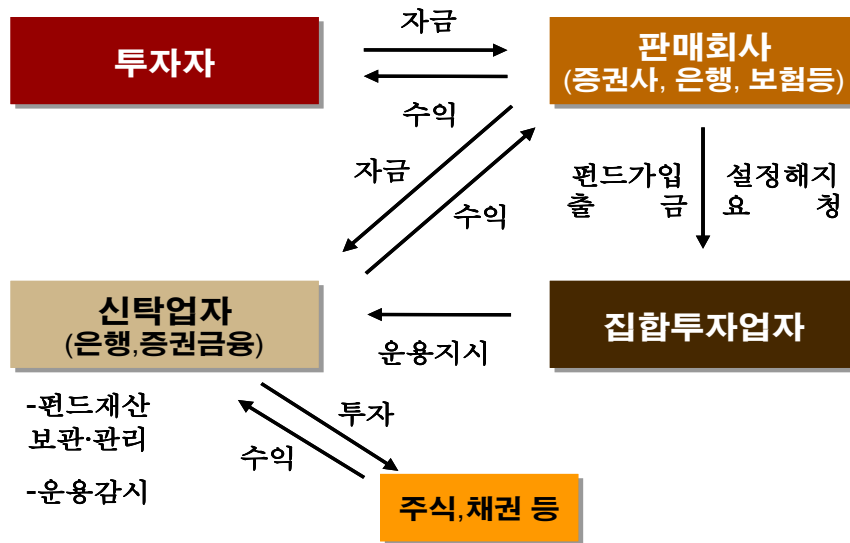 자금
투자자
판매회사
(증권사, 은행, 보험등)
수익
자금
수익
펀드가입
출 금
설정해지
요 청
신탁업자
(은행,증권금융)
집합투자업자
운용지시
-펀드재산
보관·관리
-운용감시
투자
수익
주식,채권 등